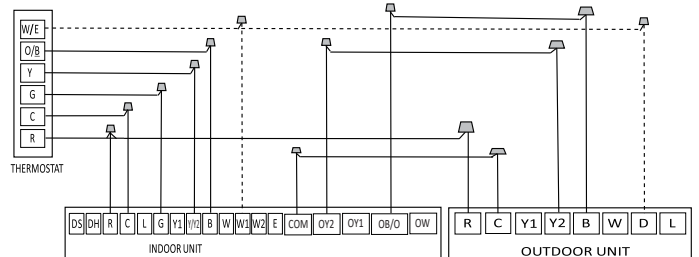 W/E
O/B
Y
G
C
R
THERMOSTAT
DS DH R C L G Y1 Y/Y2 B W W1 W2 E COM OY2 OY1 OB/O OW
INDOOR UNIT
R C Y1 Y2 B W D L
OUTDOOR UNIT